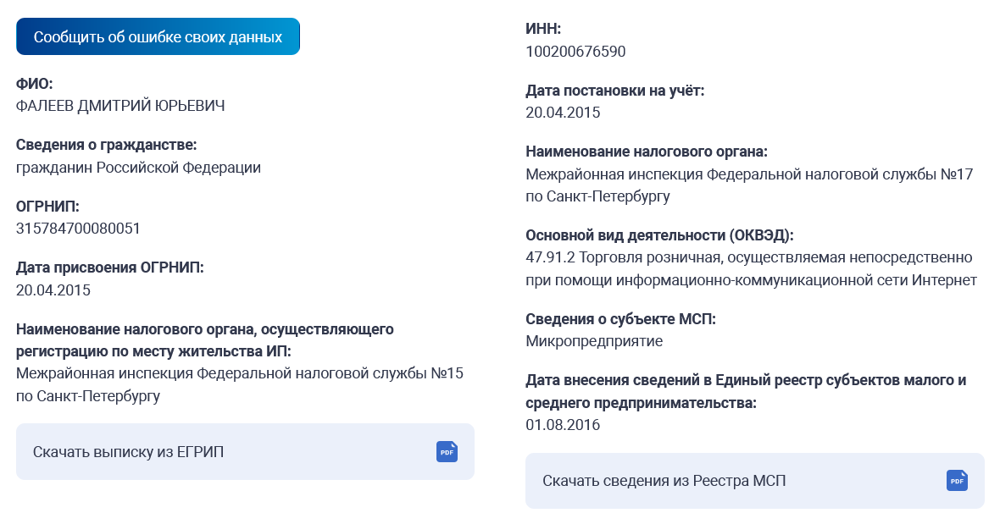 Сообщить об ошибке своих данных
ФИО:
ФАЛЕЕВ ДМИТРИЙ ЮРЬЕВИЧ
Сведения о гражданстве:
гражданин Российской Федерации
ОГРНИП:
315784700080051
Дата присвоения ОГРНИП:
20.04.2015
Наименование налогового органа, осуществляющего
регистрацию по месту жительства ИП:
Межрайонная инспекция Федеральной налоговой службы №15
по Санкт-Петербургу
Скачать выписку из ЕГРИП
PDF
ИНН:
100200676590
Дата постановки на учёт:
20.04.2015
Наименование налогового органа:
Межрайонная инспекция Федеральной налоговой службы №17
по Санкт-Петербургу
Основной вид деятельности (ОКВЭД):
47.91.2 Торговля розничная, осуществляемая непосредственно
при помощи информационно-коммуникационной сети Интернет
Сведения о субъекте МСП:
Микропредприятие
Дата внесения сведений в Единый реестр субъектов малого и
среднего предпринимательства:
01.08.2016
Скачать сведения из Реестра МСП
PDF